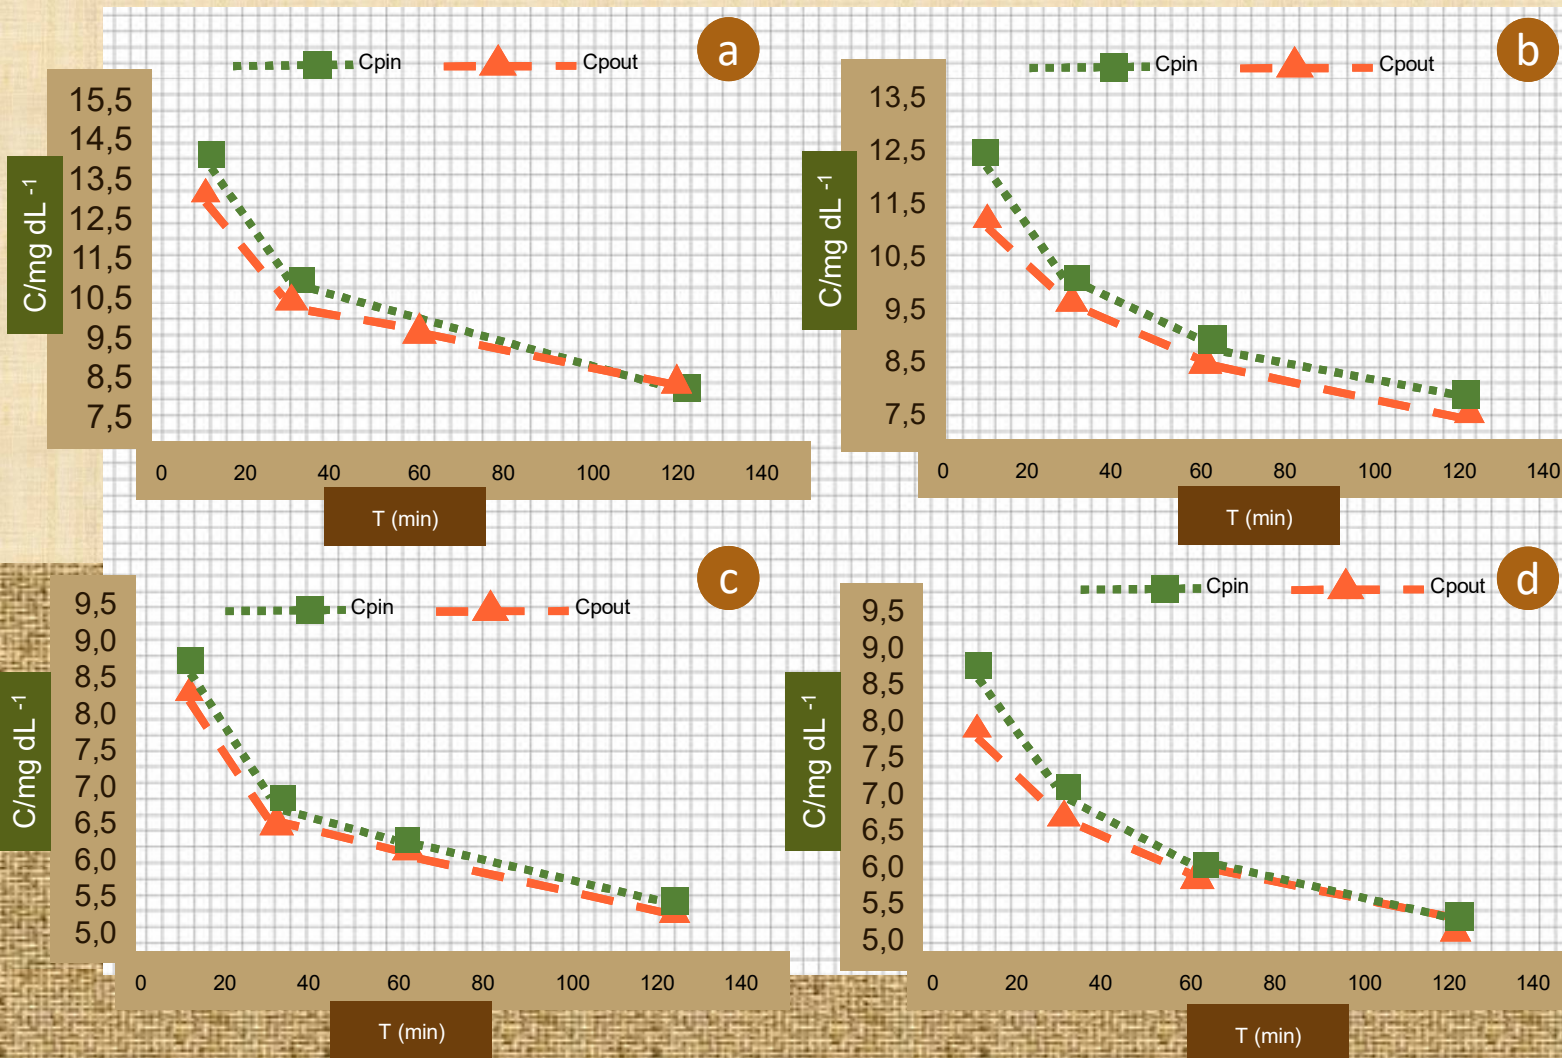 Cpin Cpout a
15,5
14,5
13,5
12,5
11,5
10,5
9,5
8,5
7,5
C/mg dL -1
0 20 40 60 80 100 120 140
T (min)
Cpin Cpout b
13,5
12,5
11,5
10,5
9,5
8,5
7,5
C/mg dL -1
0 20 40 60 80 100 120 140
T (min)
Cpin Cpout c
9,5
9,0
8,5
8,0
7,5
7,0
6,5
6,0
5,5
5,0
C/mg dL -1
0 20 40 60 80 100 120 140
T (min)
Cpin Cpout d
9,5
9,0
8,5
8,0
7,5
7,0
6,5
6,0
5,5
5,0
C/mg dL -1
0 20 40 60 80 100 120 140
T (min)